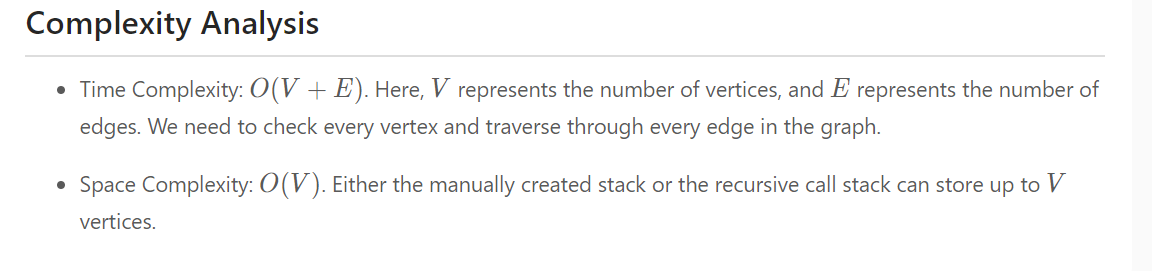 Complexity Analysis
• Time Complexity: O(V + E). Here, V represents the number of vertices, and E represents the number of
edges. We need to check every vertex and traverse through every edge in the graph.
• Space Complexity: O(V). Either the manually created stack or the recursive call stack can store up to V
vertices.